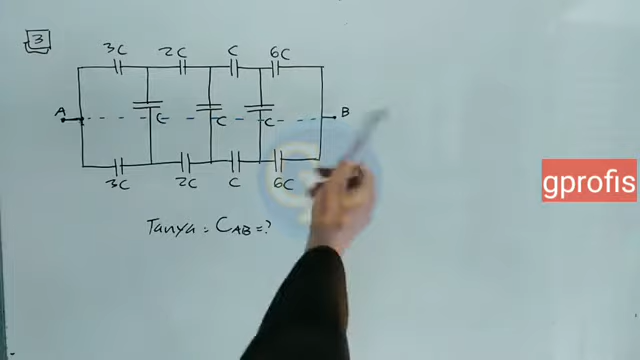 3
3C 2C C 6C
A C C C B
3C 2C C 6C
Tanya = CAB = ?
gprofis